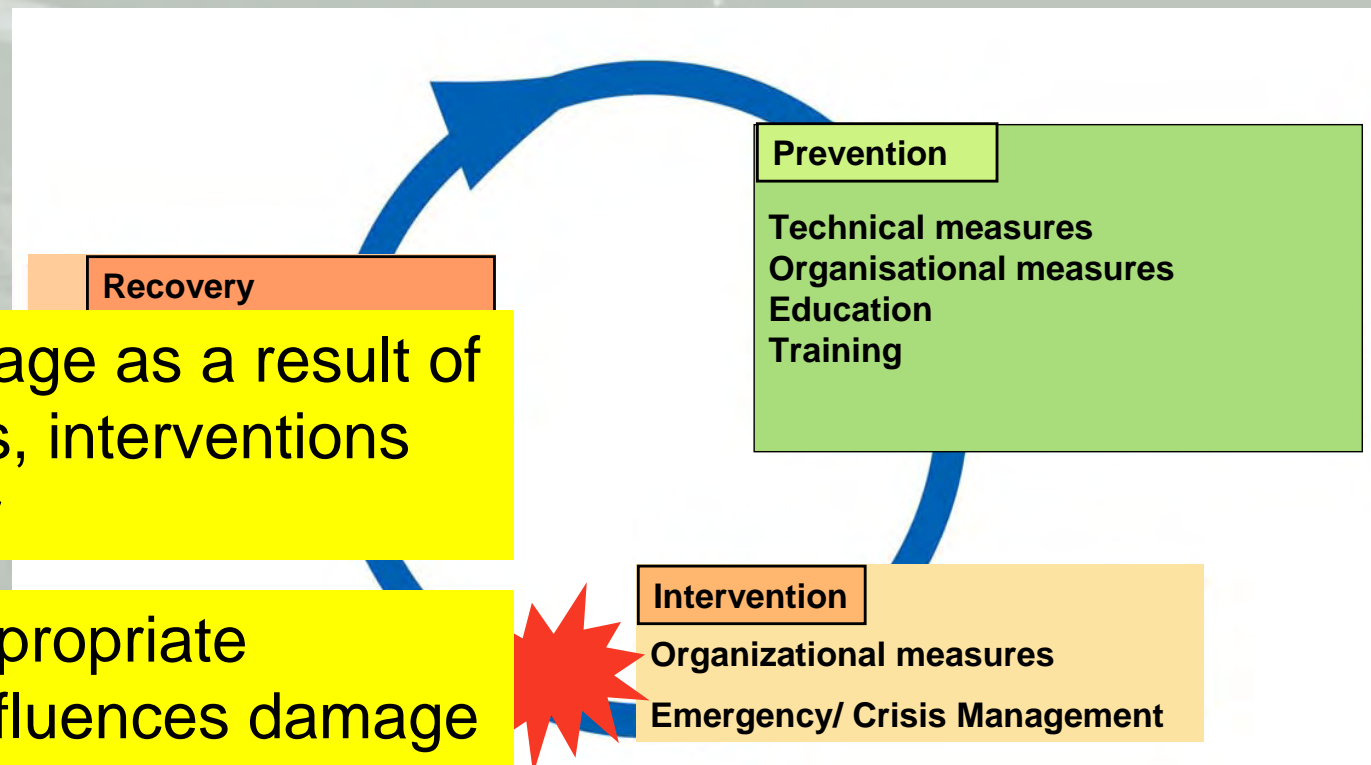 Prevention
Technical measures
Organisational measures
Education
Training
Recovery
age as a result of
s, interventions
propriate
fluences damage
Intervention
Organizational measures
Emergency/ Crisis Management